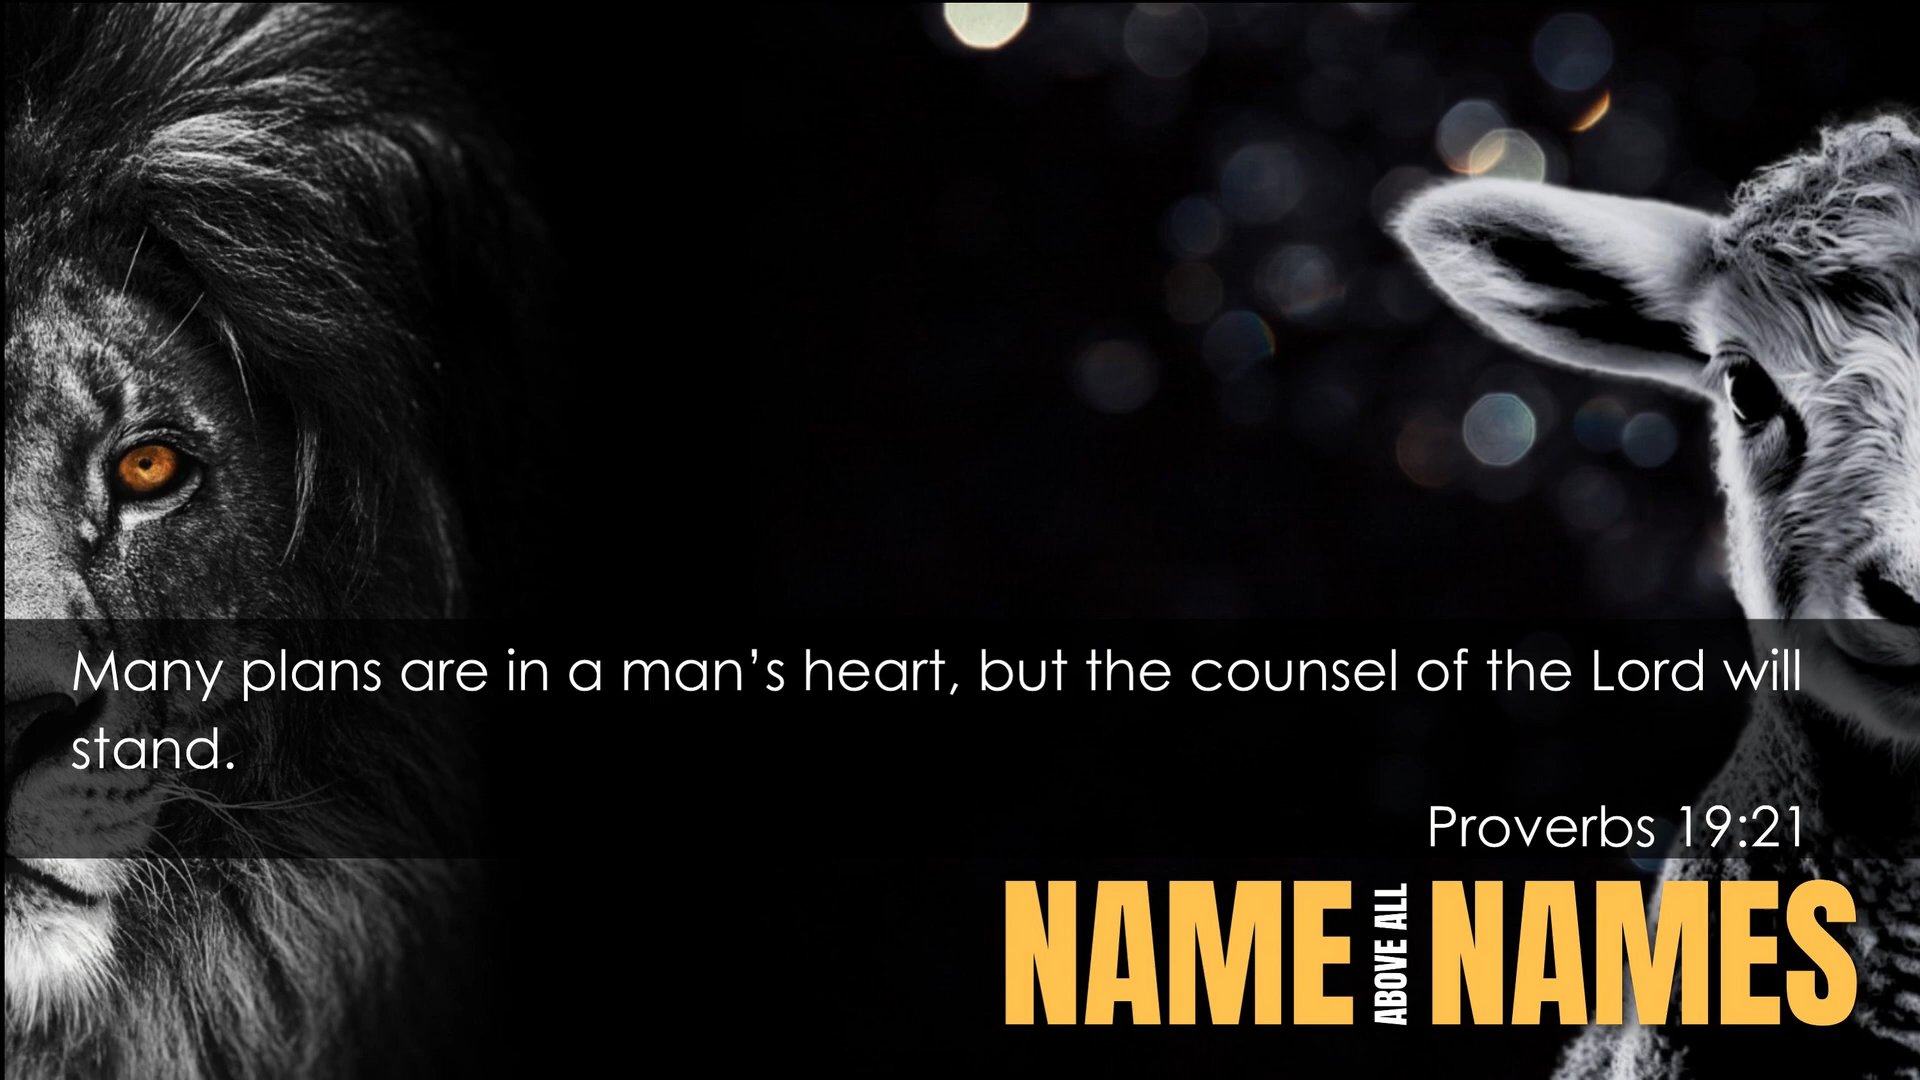 Many plans are in a man’s heart, but the counsel of the Lord will
stand.
Proverbs 19:21
NAME ABOVE ALL NAMES